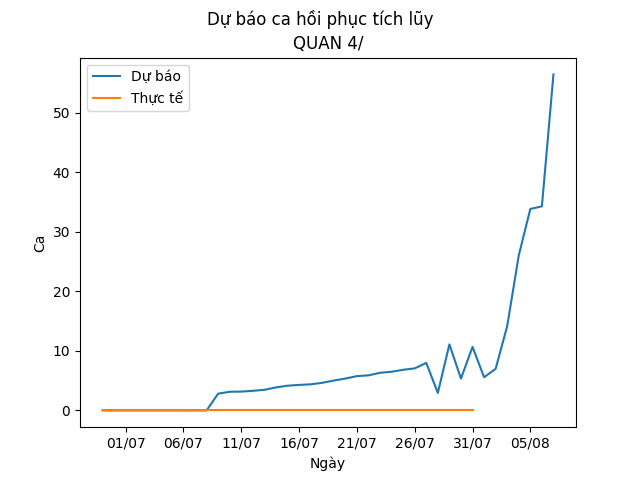 Dự báo ca hồi phục tích lũy
QUAN 4/
Dự báo
Thực tế
50
40
30
20
10
0
Ca
01/07 06/07 11/07 16/07 21/07 26/07 31/07 05/08
Ngày